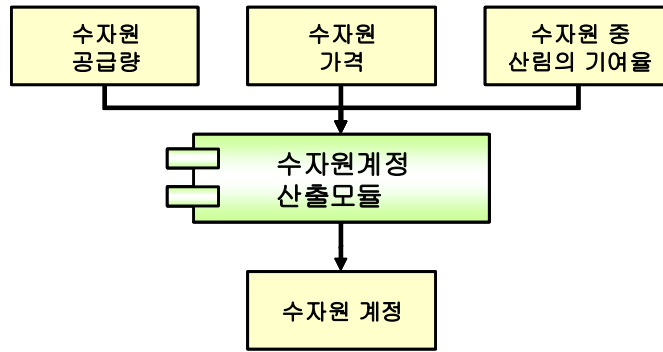 수자원
공급량
수자원
가격
수자원 중
산림의 기여율
수자원계정
산출모듈
수자원 계정